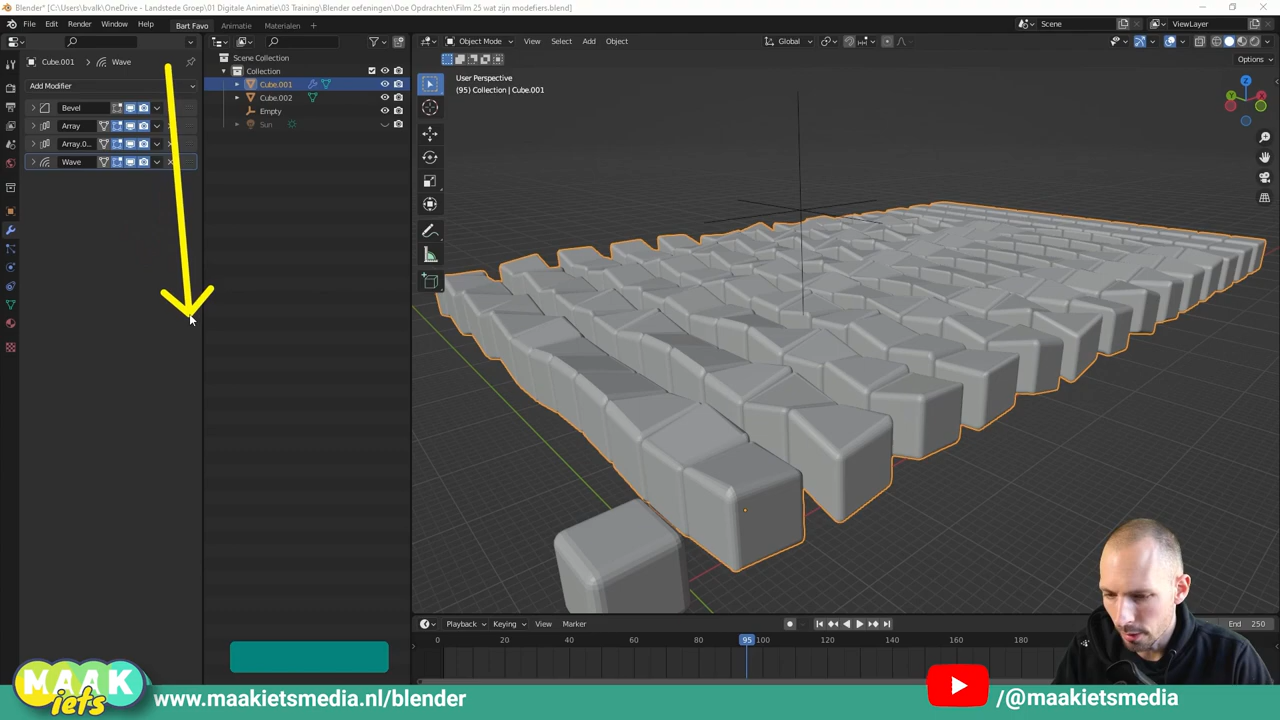 Blender* [C:\Users\bvalk\OneDrive - Landstede Groep\01 Digitale Animatie\03 Training\Blender oefeningen\Doe Opdrachten\Film 25 wat zijn modefiers.blend]
File Edit Render Window Help Bart Favo Animatie Materialen + Scene ViewLayer
Object Mode View Select Add Object Global
Options
Cube.001 > Wave
Add Modifier
Bevel
Array
Array.0...
Wave
Scene Collection
Collection
Cube.001
Cube.002
Empty
Sun
User Perspective
(95) Collection | Cube.001
Z
Y
X
Playback Keying View Marker
End 250
0 20 40 60 80 95 100 120 140 160 180
MAAK
iets
www.maakietsmedia.nl/blender
/@maakietsmedia